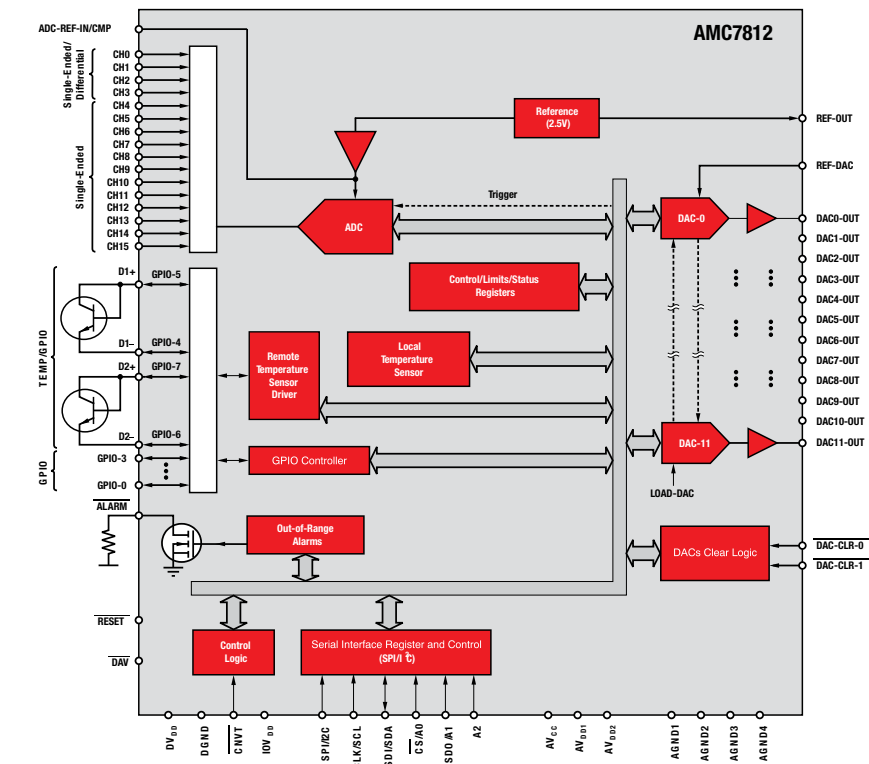 AMC7812
ADC-REF-IN/CMP
Single-Ended/
Differential
CH0
CH1
CH2
CH3
Single-Ended
CH4
CH5
CH6
CH7
CH8
CH9
CH10
CH11
CH12
CH13
CH14
CH15
Reference
(2.5V)
REF-OUT
REF-DAC
Trigger
ADC
DAC-0
DAC0-OUT
DAC1-OUT
DAC2-OUT
DAC3-OUT
DAC4-OUT
DAC5-OUT
DAC6-OUT
DAC7-OUT
DAC8-OUT
DAC9-OUT
DAC10-OUT
DAC11-OUT
Control/Limits/Status
Registers
TEMP/GPIO
D1+
GPIO-5
D1–
GPIO-4
D2+
GPIO-7
D2–
GPIO-6
GPIO
GPIO-3
GPIO-0
Remote
Temperature
Sensor
Driver
Local
Temperature
Sensor
GPIO Controller
DAC-11
LOAD-DAC
ALARM
Out-of-Range
Alarms
DACs Clear Logic
DAC-CLR-0
DAC-CLR-1
RESET
DAV
Control
Logic
Serial Interface Register and Control
(SPI/I2C)
DVDD
DGND
CNVT
IOVDD
SPI/I2C
LK/SCL
SDI/SDA
CS/A0
SDO/A1
A2
AVCC
AVDD1
AVDD2
AGND1
AGND2
AGND3
AGND4